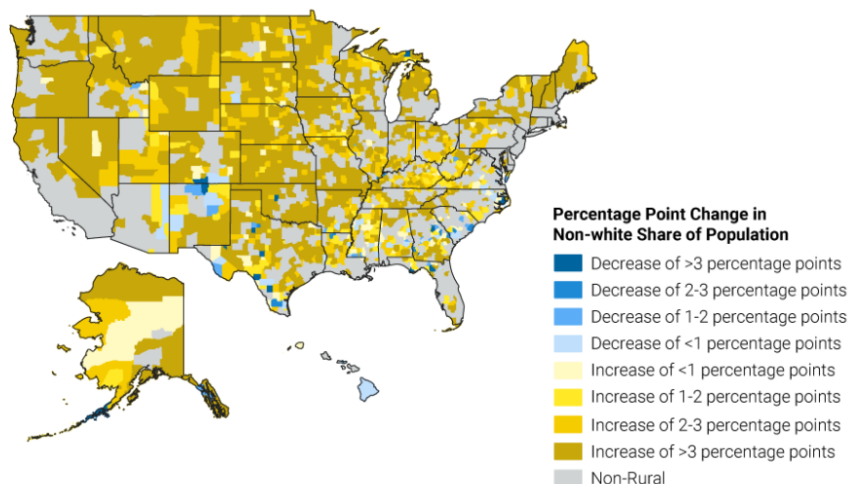 Percentage Point Change in
Non-white Share of Population
Decrease of >3 percentage points
Decrease of 2-3 percentage points
Decrease of 1-2 percentage points
Decrease of <1 percentage points
Increase of <1 percentage points
Increase of 1-2 percentage points
Increase of 2-3 percentage points
Increase of >3 percentage points
Non-Rural